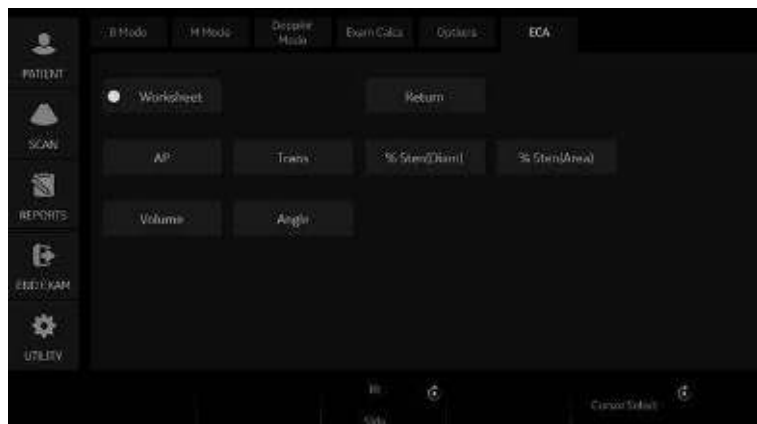 B Mode M Mode Doppler Exam Calcs Options ECA
Mode
PATIENT
Worksheet Return
SCAN
AP Trans % Sten(Diam) % Sten(Area)
REPORTS
Volume Angle
END EXAM
UTILITY
Cursor Select
Side